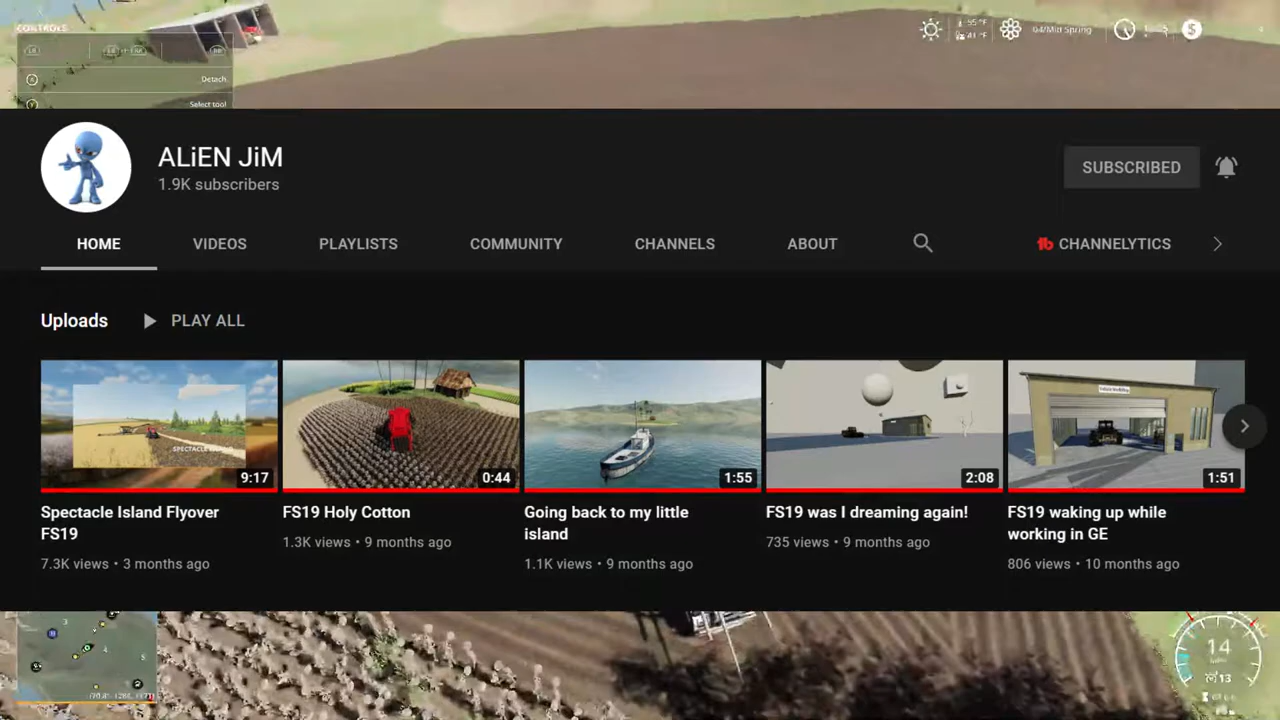 CONTROLS
Detach
Select tool
04/Mid Spring
ALiEN JiM
1.9K subscribers
SUBSCRIBED
HOME VIDEOS PLAYLISTS COMMUNITY CHANNELS ABOUT CHANNELYTICS
Uploads PLAY ALL
9:17 0:44 1:55 2:08 1:51
Spectacle Island Flyover FS19
7.3K views • 3 months ago
FS19 Holy Cotton
1.3K views • 9 months ago
Going back to my little island
1.1K views • 9 months ago
FS19 was I dreaming again!
735 views • 9 months ago
FS19 waking up while working in GE
806 views • 10 months ago
14
13